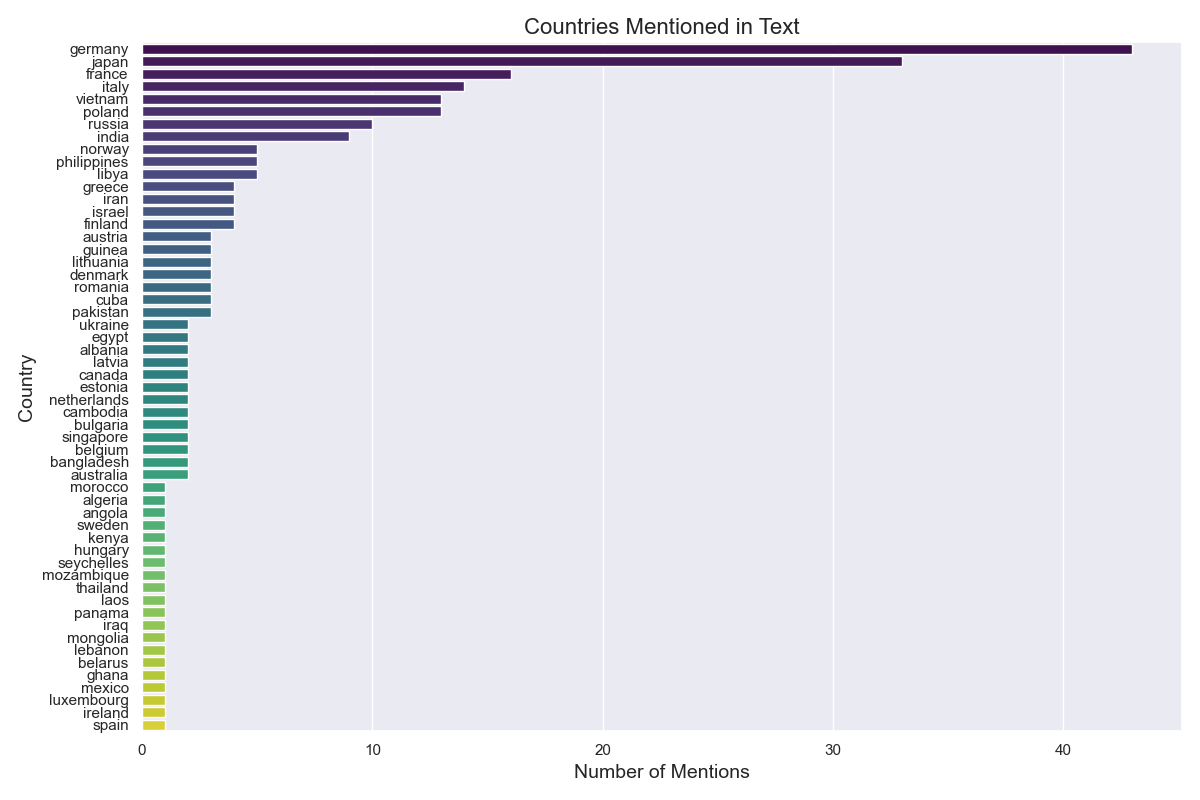 Countries Mentioned in Text
germany
japan
france
italy
vietnam
poland
russia
india
norway
philippines
libya
greece
iran
israel
finland
austria
guinea
lithuania
denmark
romania
cuba
pakistan
ukraine
egypt
albania
latvia
canada
estonia
netherlands
cambodia
bulgaria
singapore
belgium
bangladesh
australia
morocco
algeria
angola
sweden
kenya
hungary
seychelles
mozambique
thailand
laos
panama
iraq
mongolia
lebanon
belarus
ghana
mexico
luxembourg
ireland
spain
Country
0 10 20 30 40
Number of Mentions